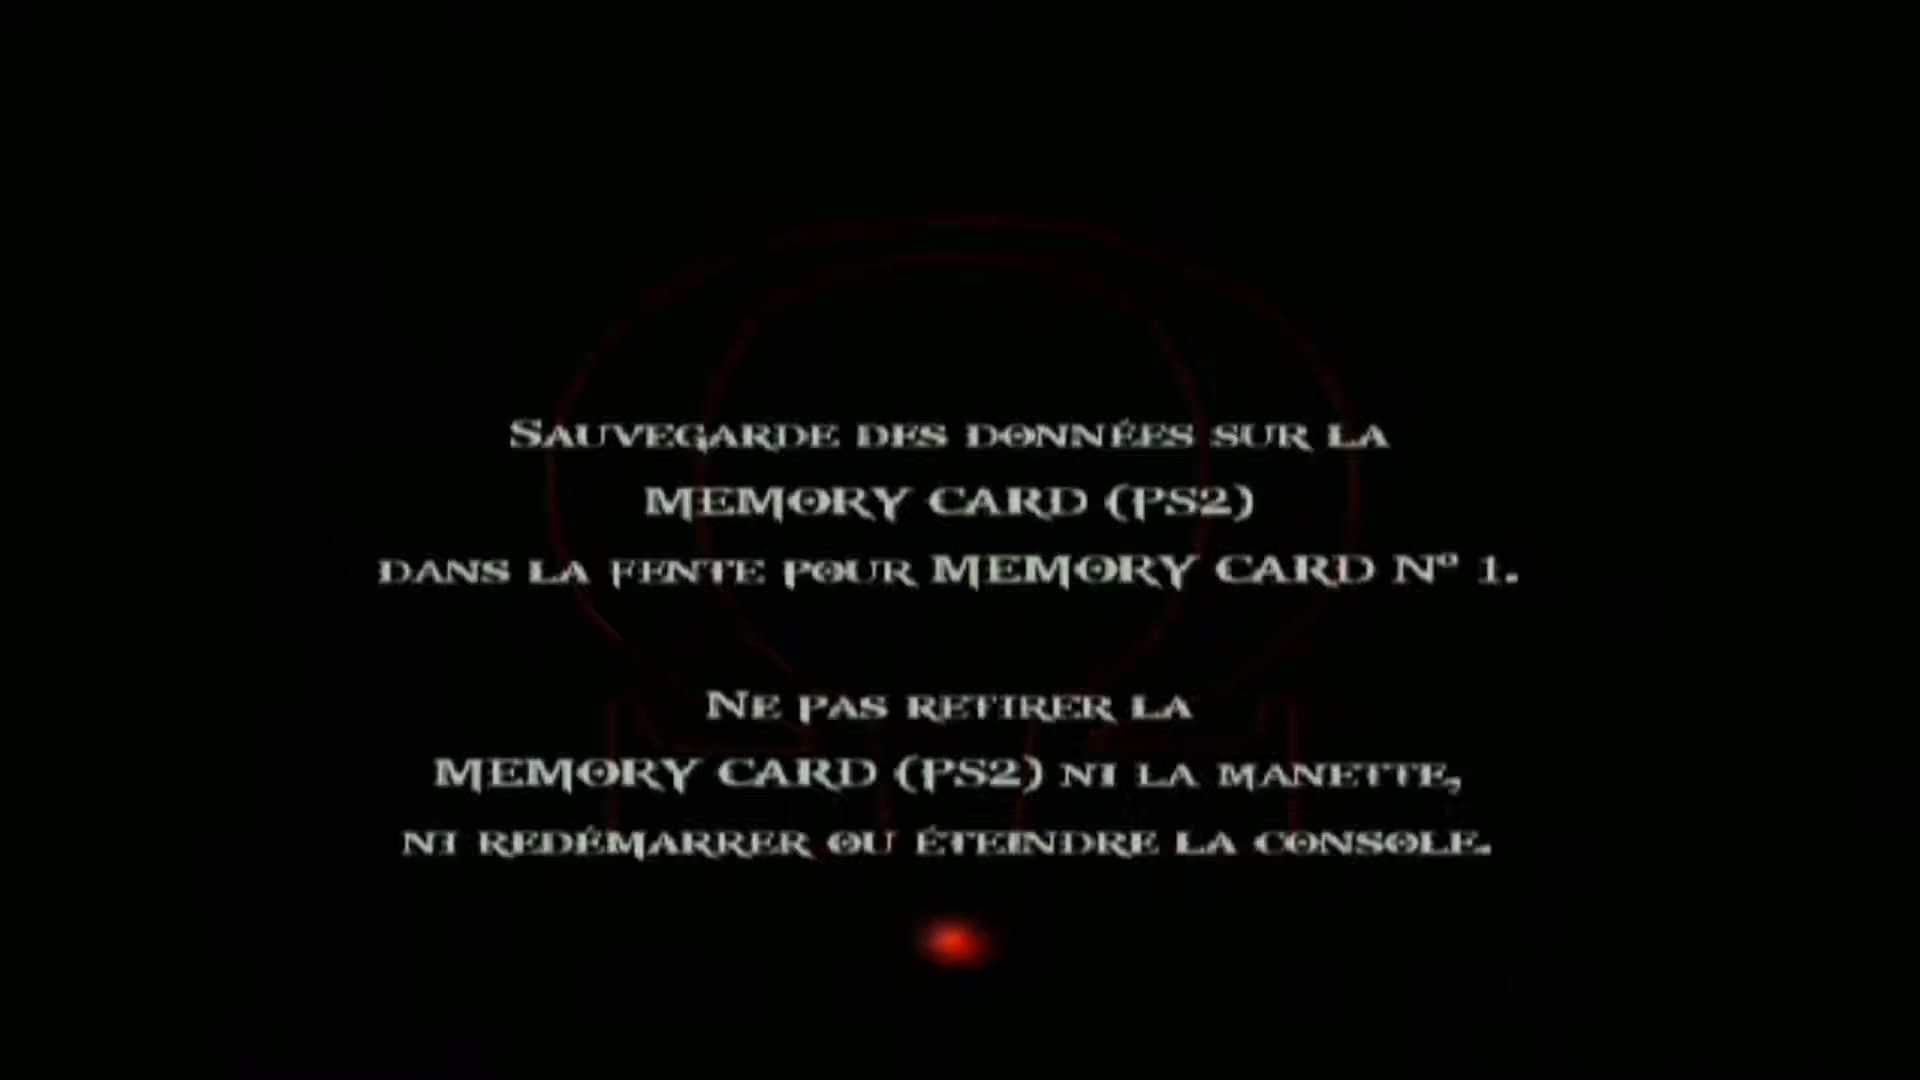 Sauvegarde des données sur la
MEMORY CARD (PS2)
dans la fente pour MEMORY CARD Nº 1.
Ne pas retirer la
MEMORY CARD (PS2) ni la manette,
ni redémarrer ou éteindre la console.